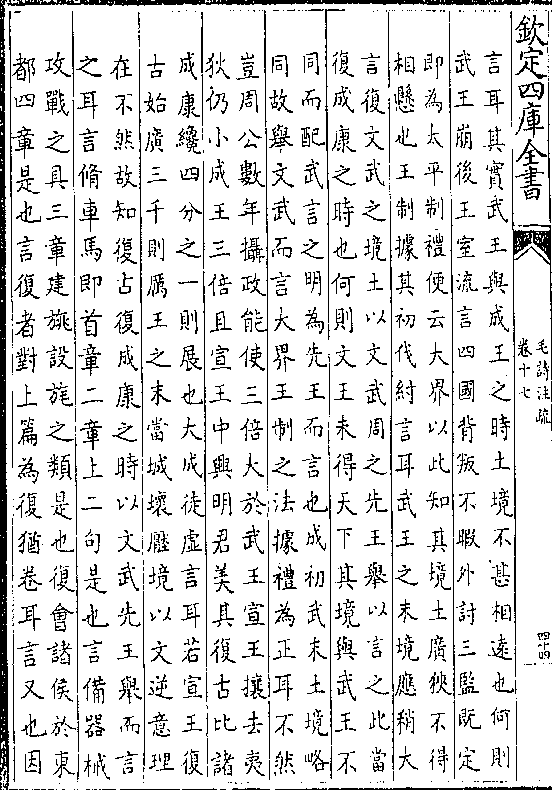 欽定四庫全書
毛詩注疏
卷十七
四十四
言耳其實武王與成王之時土境不甚相遠也何則
武王崩後王室流言四國背叛不暇外討三監既定
即為太平制禮便云大界以此知其境土廣狹不得
相懸也王制據其初伐紂言耳武王之末境應稍大
言復文武之境土以文武周之先王舉以言之此當
復成康之時也何則文王未得天下其境與武王不
同而配武言之明為先王而言也成初武末土境略
同故舉文武而言大界王制之法據禮為正耳不然
豈周公數年攝政能使三倍大於武王宣王攘去夷
狄仍小成王三倍且宣王中興明君美其復古比諸
成康纔四分之一則展也大成徒虛言耳若宣王復
古始廣三千則厲王之末當城壞壓境以文逆意理
在不然故知復占復成康之時以文武先王舉而言
之耳言脩車馬即首章二章上二句是也言備器械
攻戰之具三章建旐設旄之類是也復會諸侯於東
都四章是也言復者對上篇為復猶卷耳言又也因